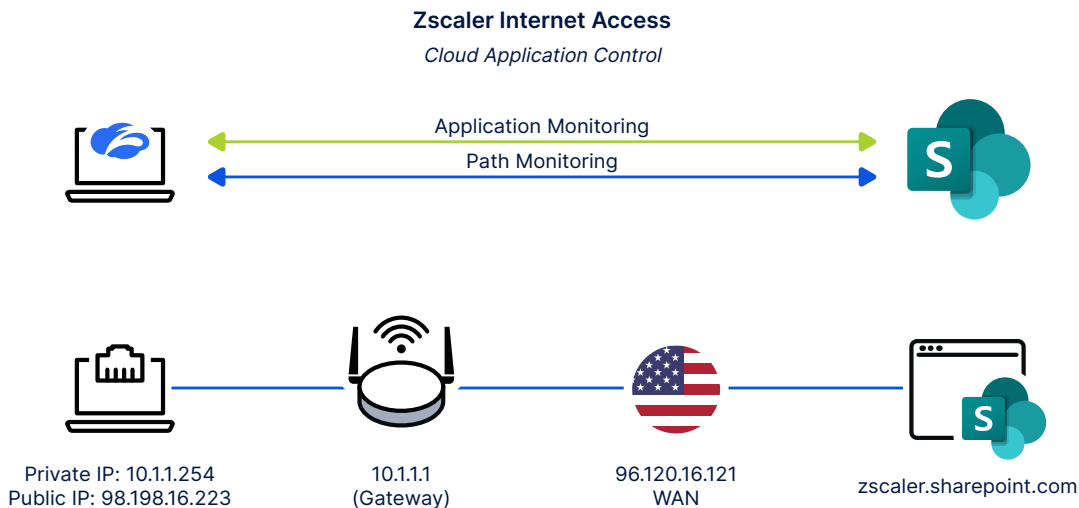 Zscaler Internet Access
Cloud Application Control
Application Monitoring
Path Monitoring
S
S
Private IP: 10.1.1.254
Public IP: 98.198.16.223
10.1.1.1
(Gateway)
96.120.16.121
WAN
zscaler.sharepoint.com